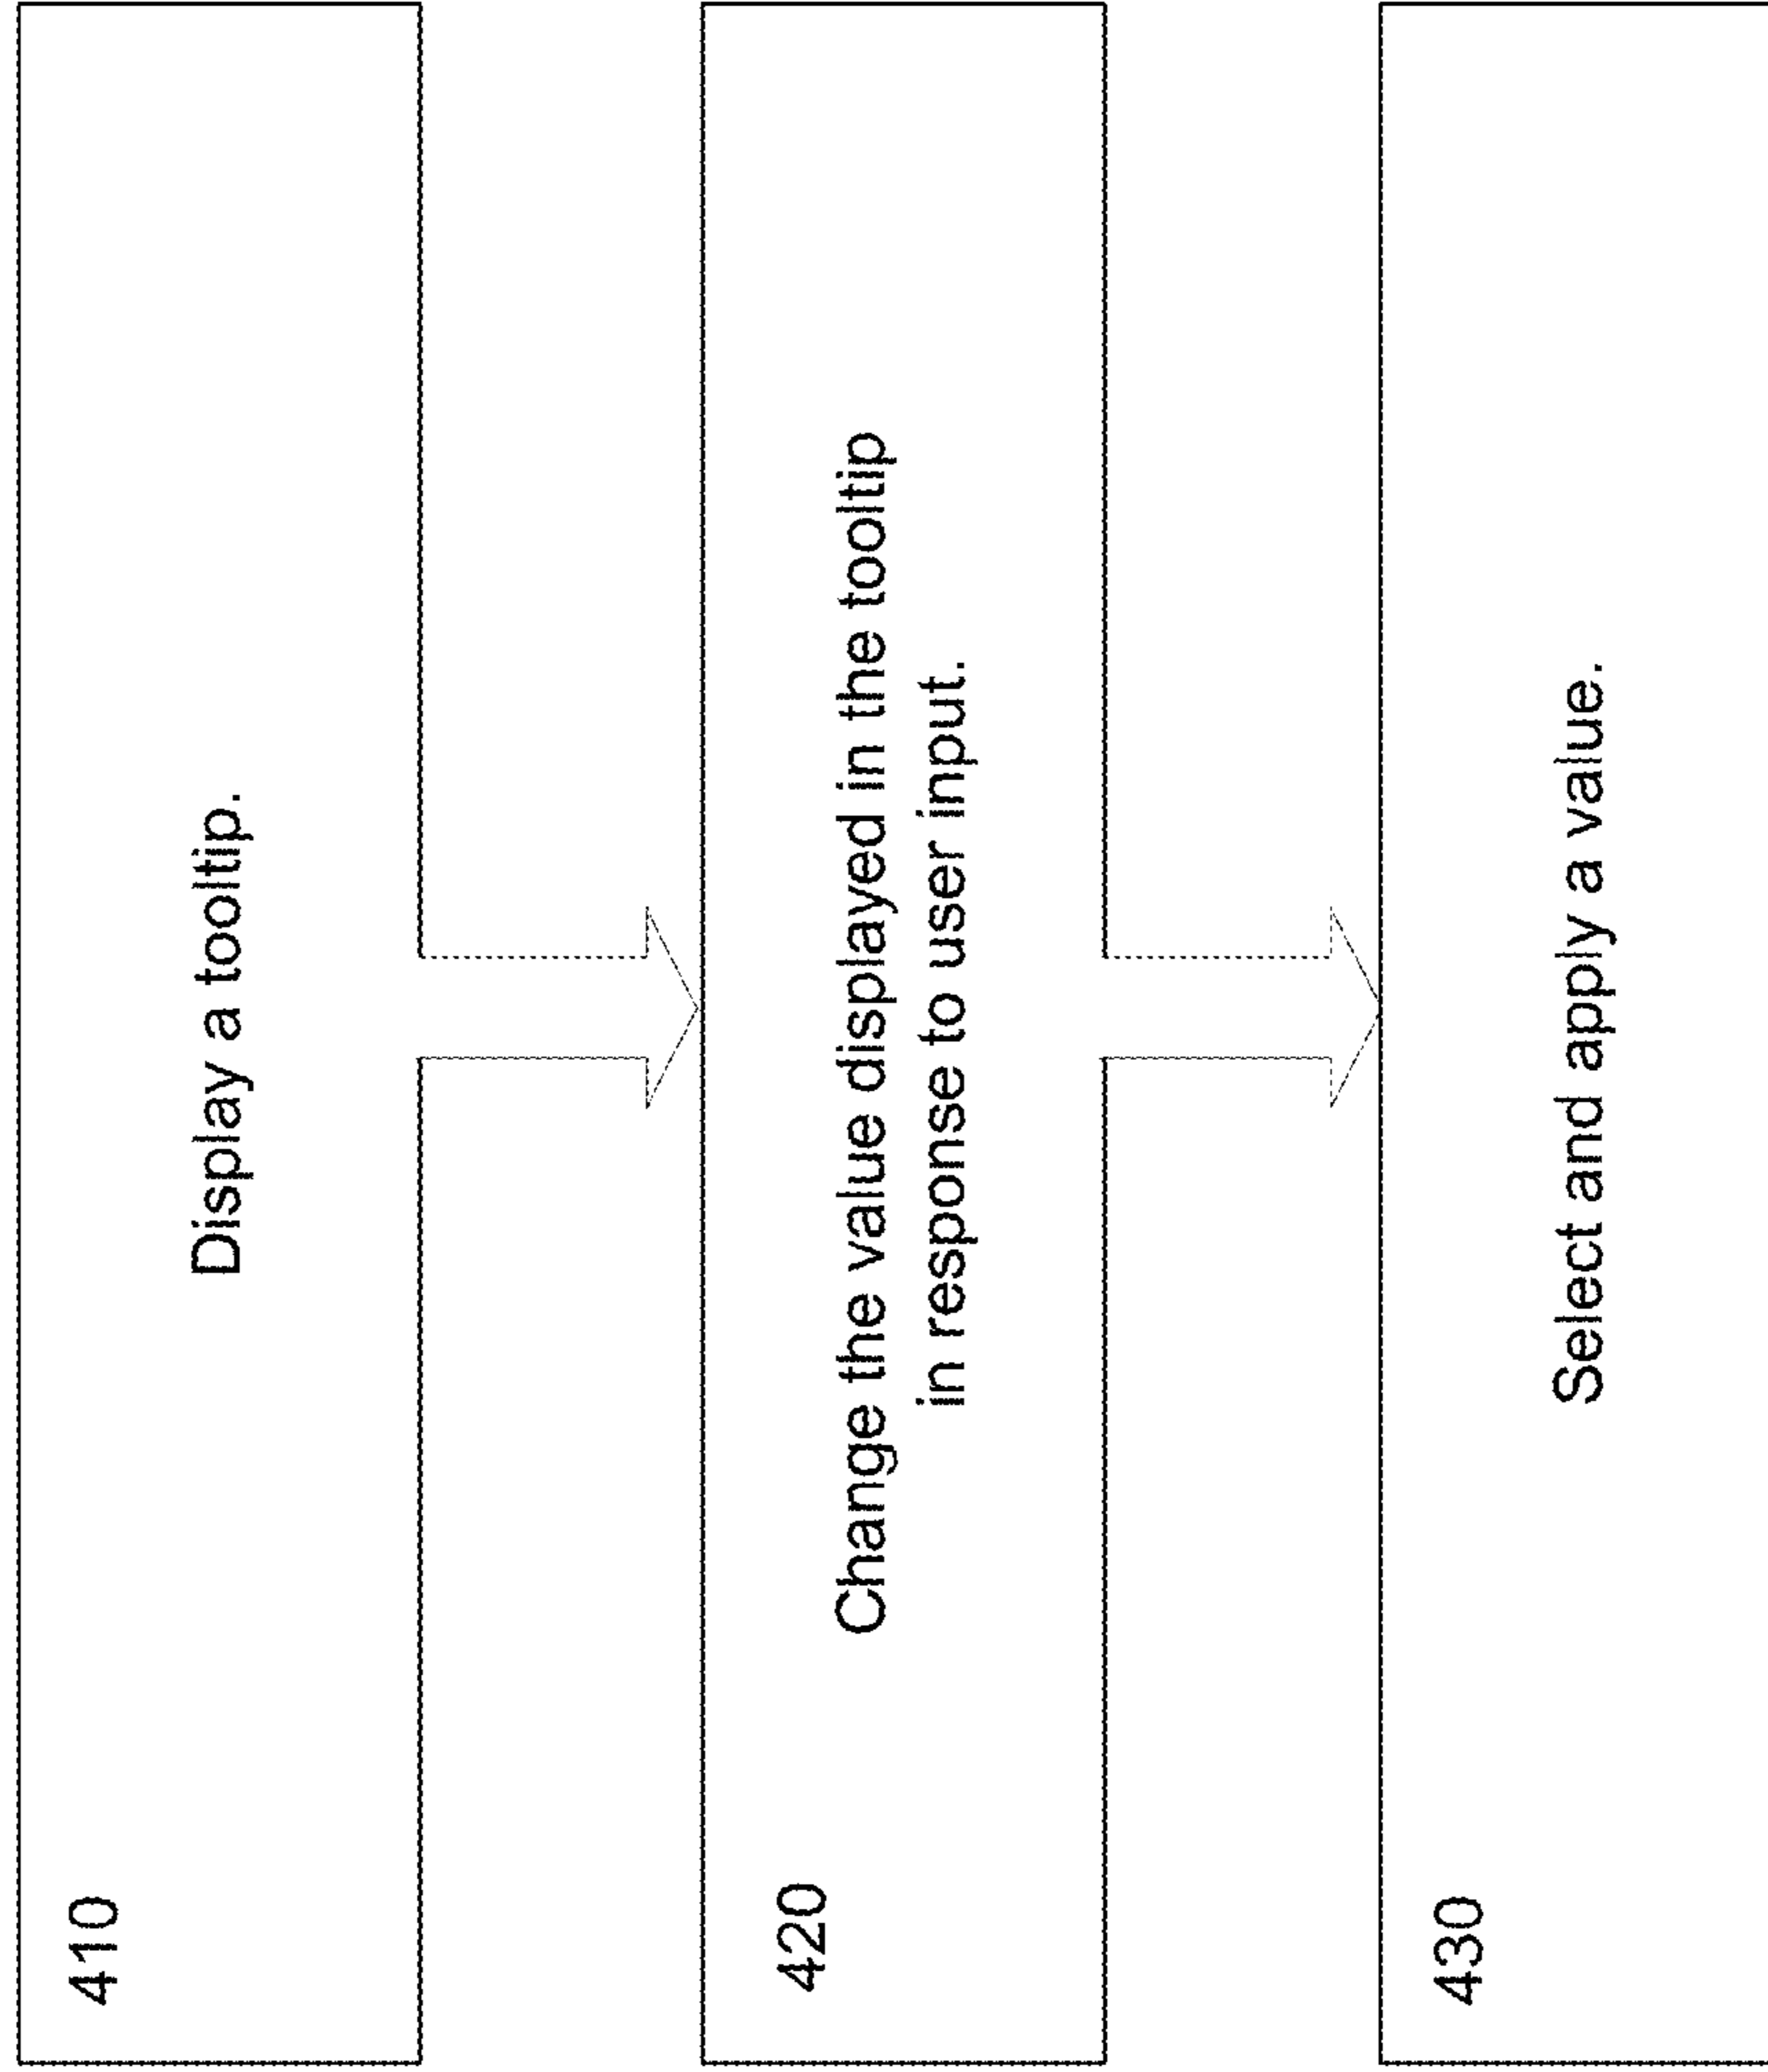 410
Display a tooltip.
420
Change the value displayed in the tooltip
in response to user input.
430
Select and apply a value.